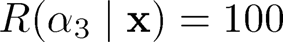 R(α₃ | x) = 100